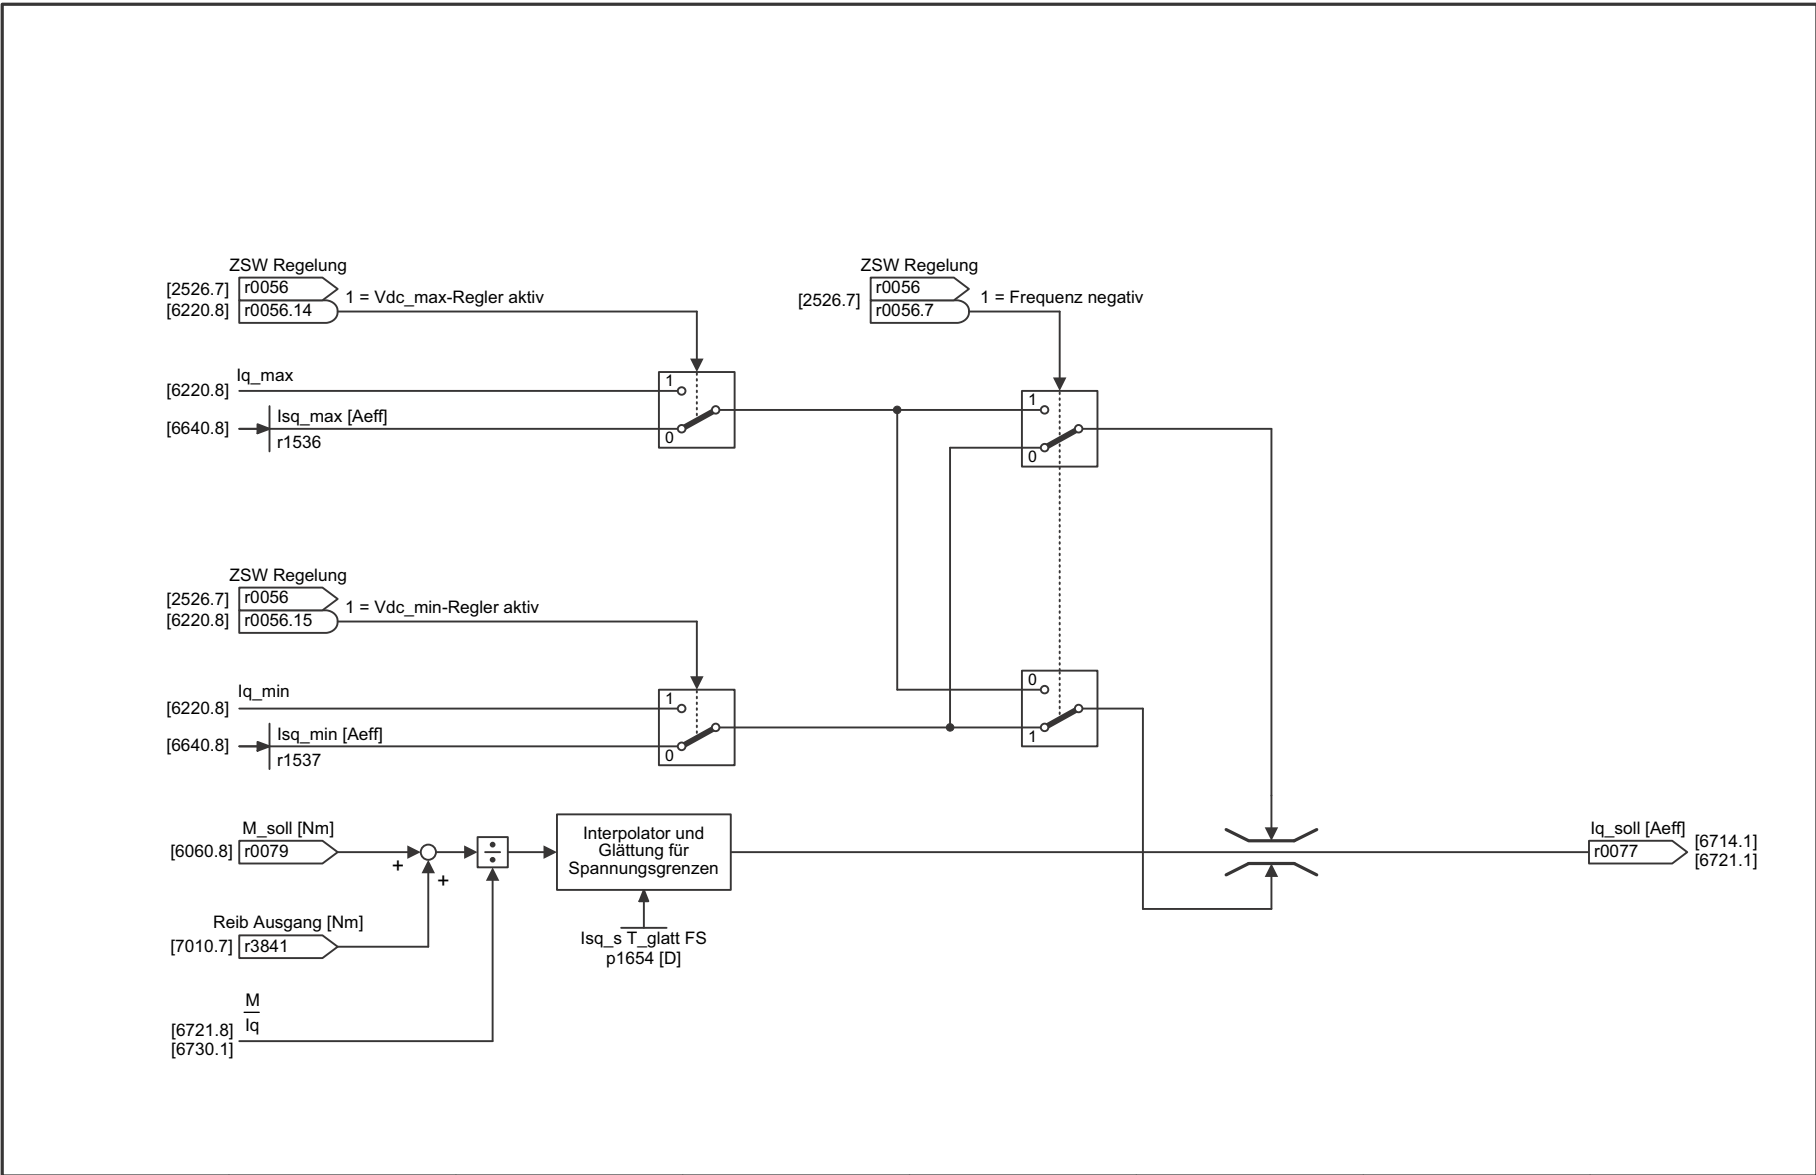 ZSW Regelung
[2526.7]
r0056
1 = Vdc_max-Regler aktiv
[6220.8]
r0056.14
ZSW Regelung
r0056
[2526.7]
1 = Frequenz negativ
r0056.7
Iq_max
[6220.8]
1
Isq_max [Aeff]
[6640.8]
r1536
0
1
0
ZSW Regelung
[2526.7]
r0056
1 = Vdc_min-Regler aktiv
[6220.8]
r0056.15
Iq_min
[6220.8]
1
Isq_min [Aeff]
[6640.8]
r1537
0
0
1
M_soll [Nm]
[6060.8]
r0079
+
+
÷
Interpolator und
Glättung für
Spannungsgrenzen
Iq_soll [Aeff]
r0077
[6714.1]
[6721.1]
Reib Ausgang [Nm]
[7010.7]
r3841
Isq_s T_glatt FS
p1654 [D]
M
Iq
[6721.8]
[6730.1]